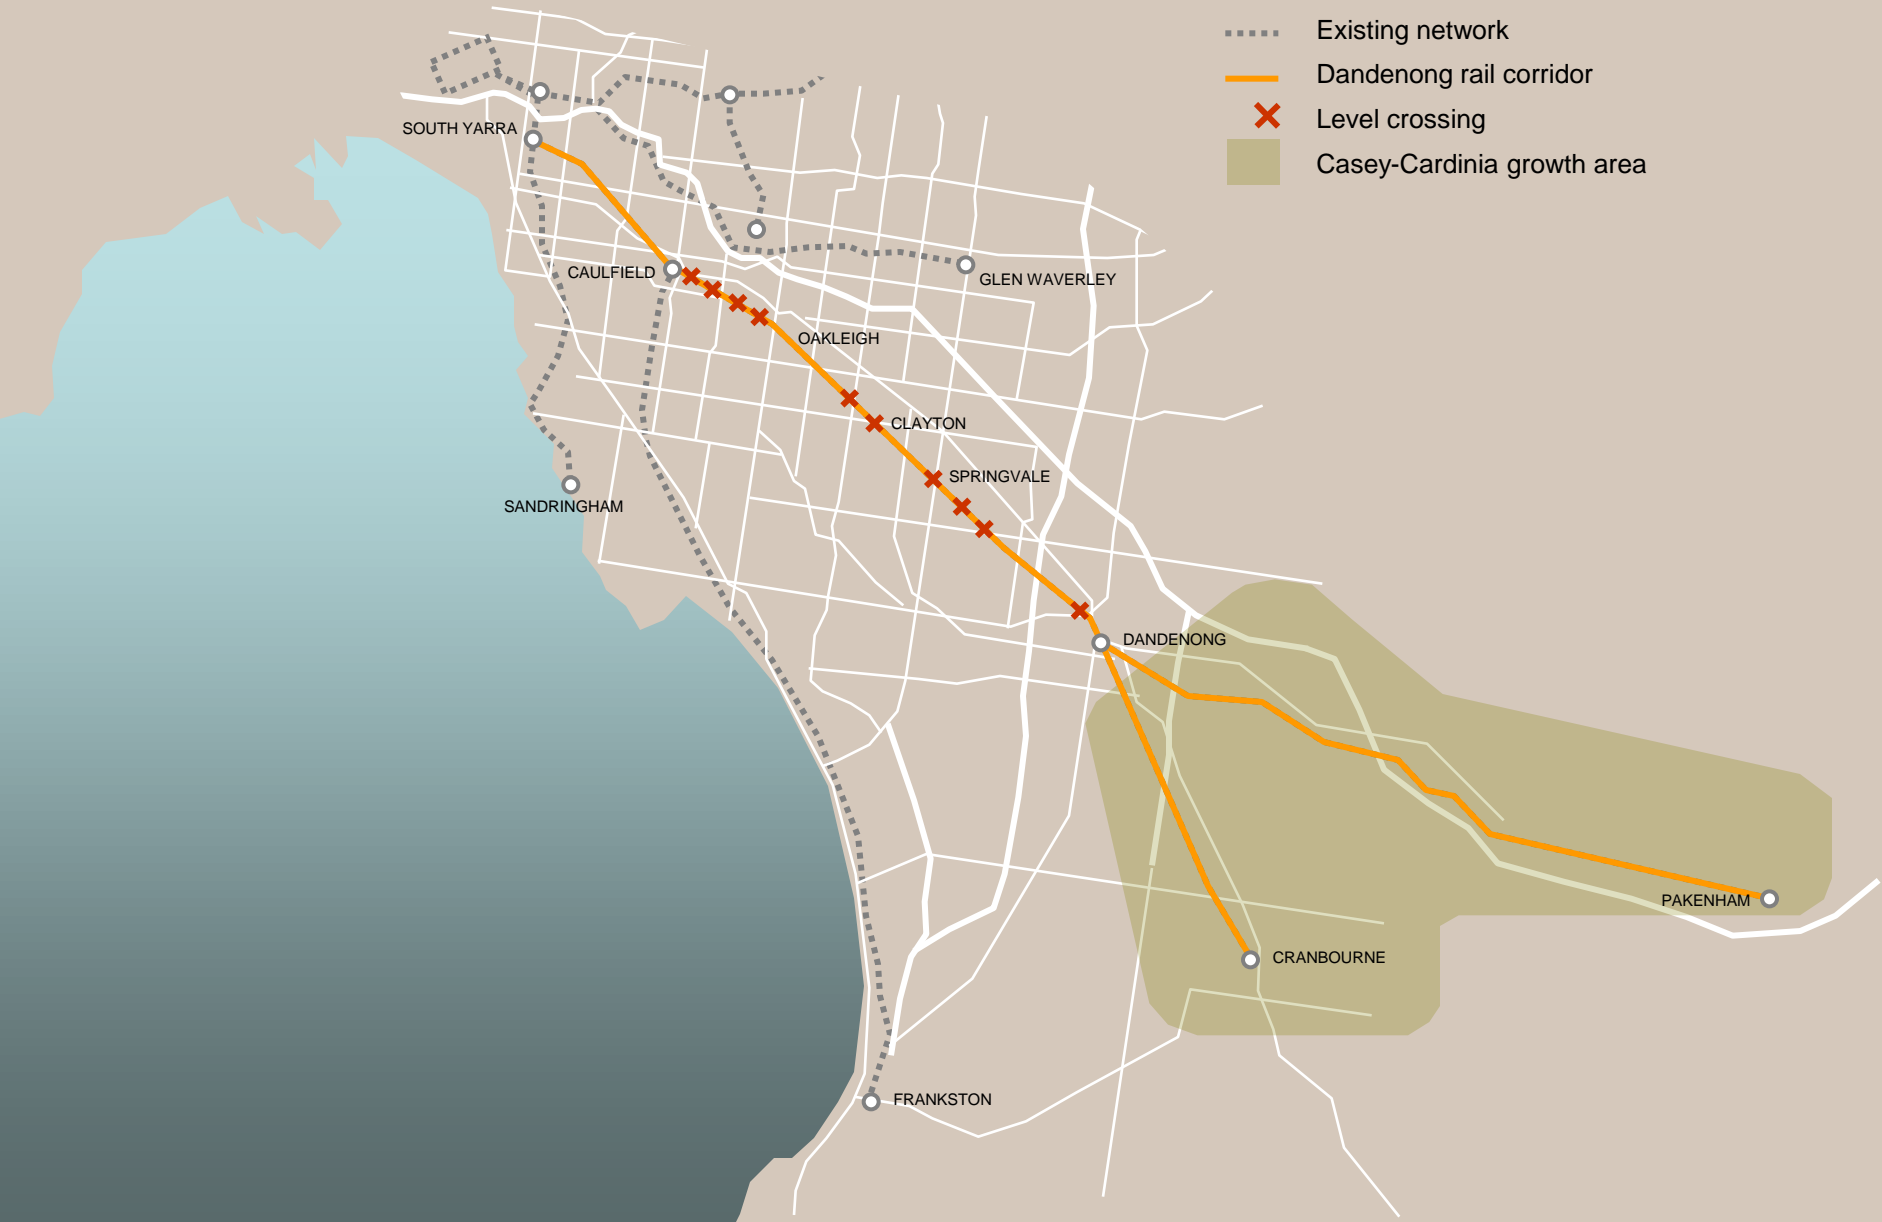 Existing network
Dandenong rail corridor
Level crossing
Casey-Cardinia growth area
SOUTH YARRA
CAULFIELD
GLEN WAVERLEY
OAKLEIGH
CLAYTON
SPRINGVALE
SANDRINGHAM
DANDENONG
PAKENHAM
CRANBOURNE
FRANKSTON